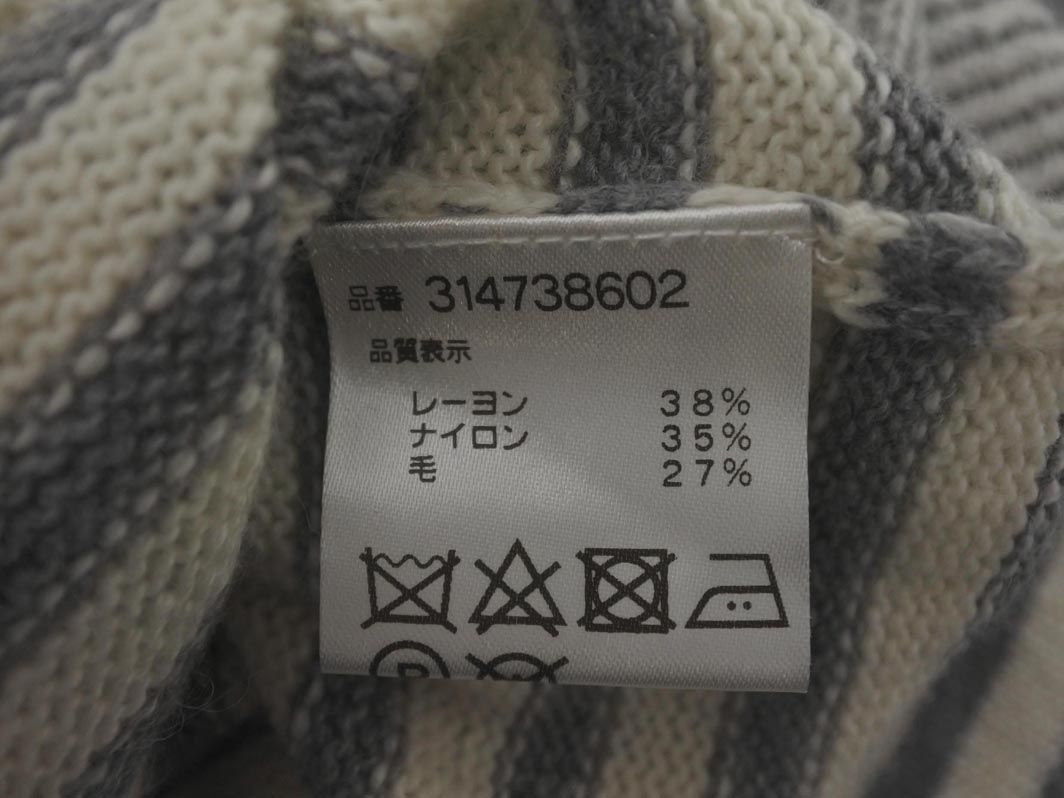 品番 314738602
品質表示
レーヨン 38%
ナイロン 35%
毛 27%
P